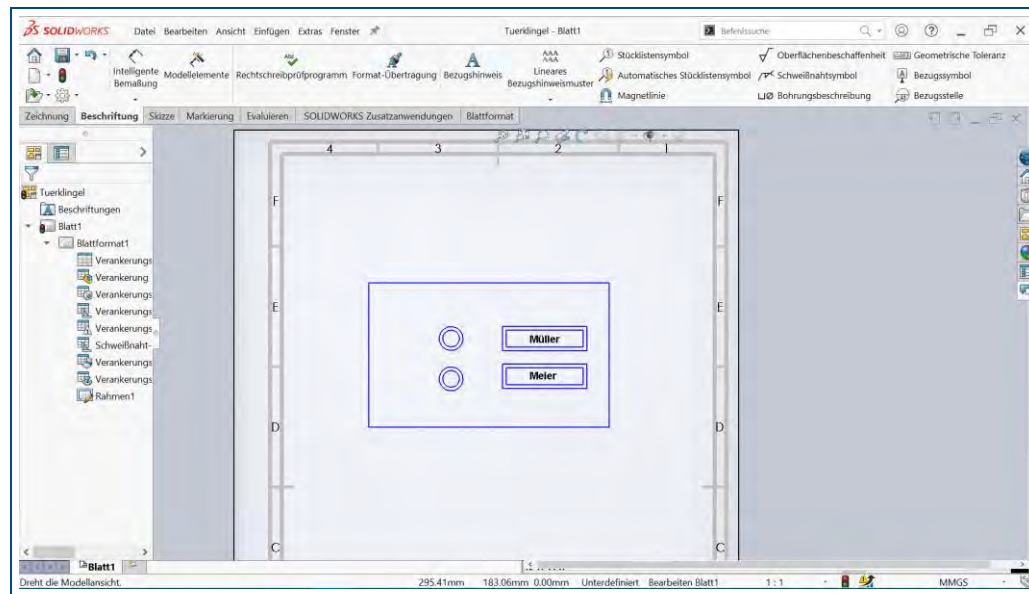 SOLIDWORKS Datei Bearbeiten Ansicht Einfügen Extras Fenster Tuerklingel - Blatt1 Befehlssuche
Intelligente Bemaßung Modellelemente Rechtschreibprüfprogramm Format-Übertragung Bezugshinweis Lineares Bezugshinweismuster
Stücklistensymbol Oberflächenbeschaffenheit Geometrische Toleranz
Automatisches Stücklistensymbol Schweißnahtsymbol Bezugssymbol
Magnetlinie Bohrungsbeschreibung Bezugsstelle
Zeichnung Beschriftung Skizze Markierung Evaluieren SOLIDWORKS Zusatzanwendungen Blattformat
4 3 2 1
Tuerklingel
Beschriftungen
Blatt1
Blattformat1
Verankerungs
Verankerung
Verankerungs
Verankerungs
Verankerungs
Schweißnaht-
Verankerungs
Verankerungs
Rahmen1
F F
E E
Müller
Meier
D D
C C
Blatt1
Dreht die Modellansicht. 295.41mm 183.06mm 0.00mm Unterdefiniert Bearbeiten Blatt1 1:1 MMGS